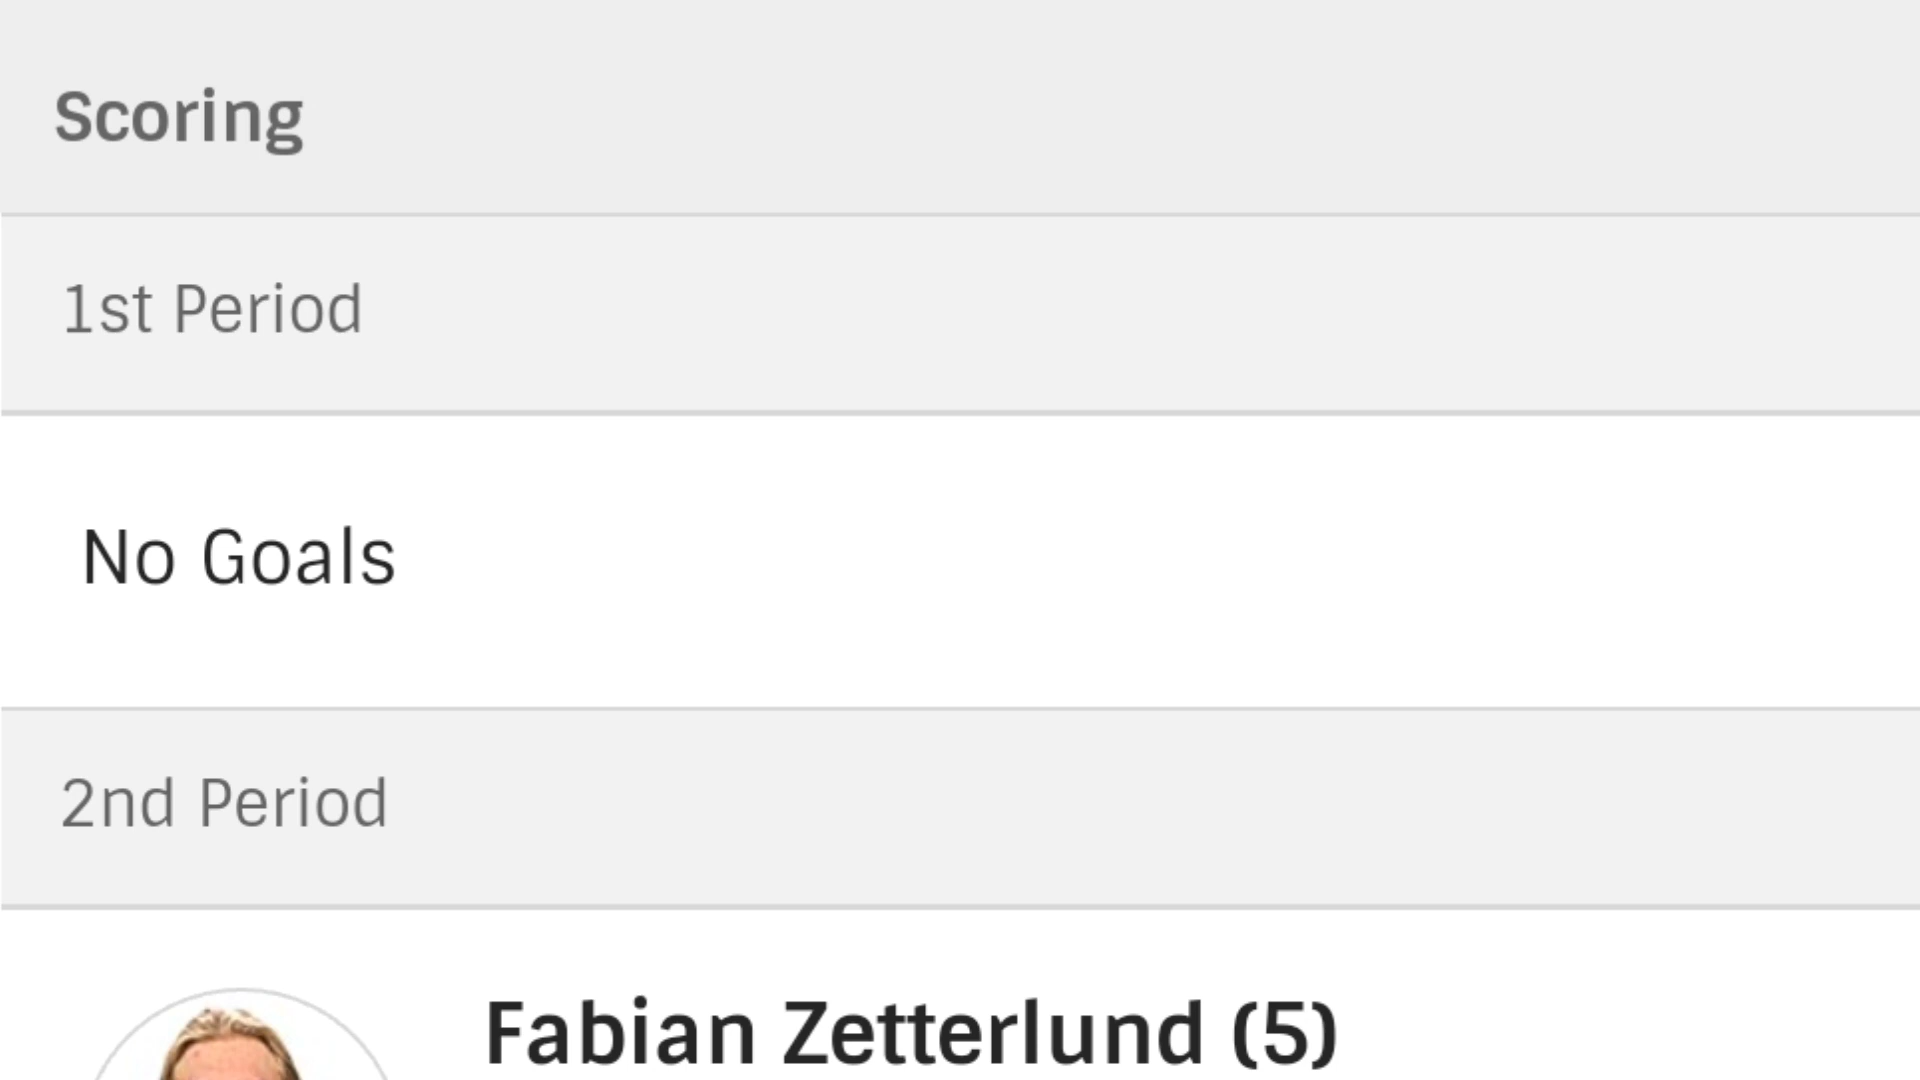 Scoring
1st Period
No Goals
2nd Period
Fabian Zetterlund (5)